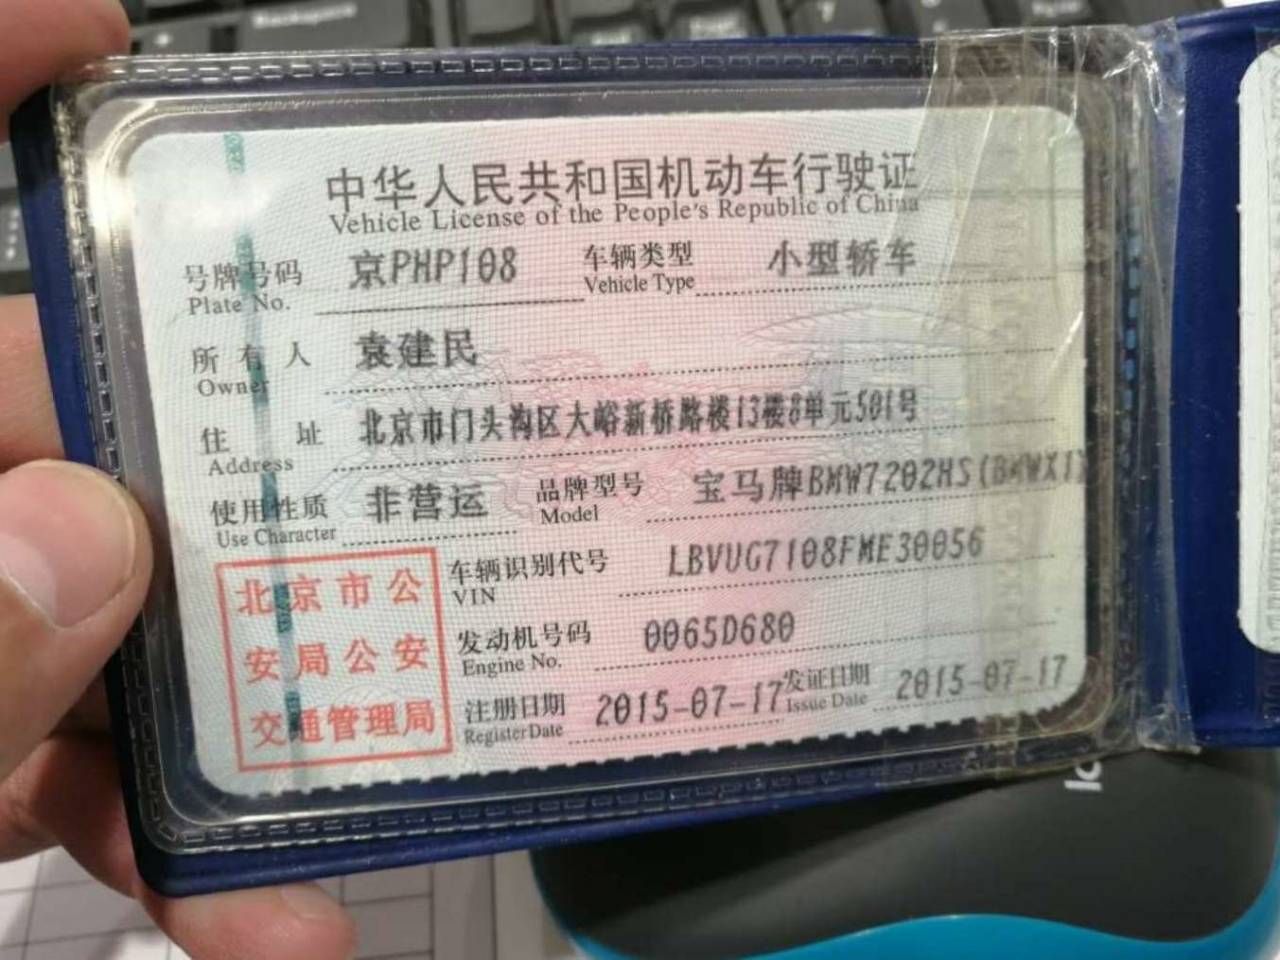 Backspace
中华人民共和国机动车行驶证
Vehicle License of the People's Republic of China
号牌号码 京PHP108 车辆类型 小型轿车
Plate No. Vehicle Type
所有人 袁建民
Owner
住址 北京市门头沟区大峪新桥路楼13楼8单元501号
Address
使用性质 非营运 品牌型号 宝马牌BMW7202HS(BMWX1)
Use Character Model
北京市公安局公安交通管理局
车辆识别代号 LBVUG7108FME30056
VIN
发动机号码 0065D680
Engine No.
注册日期 2015-07-17 发证日期 2015-07-17
Register Date Issue Date